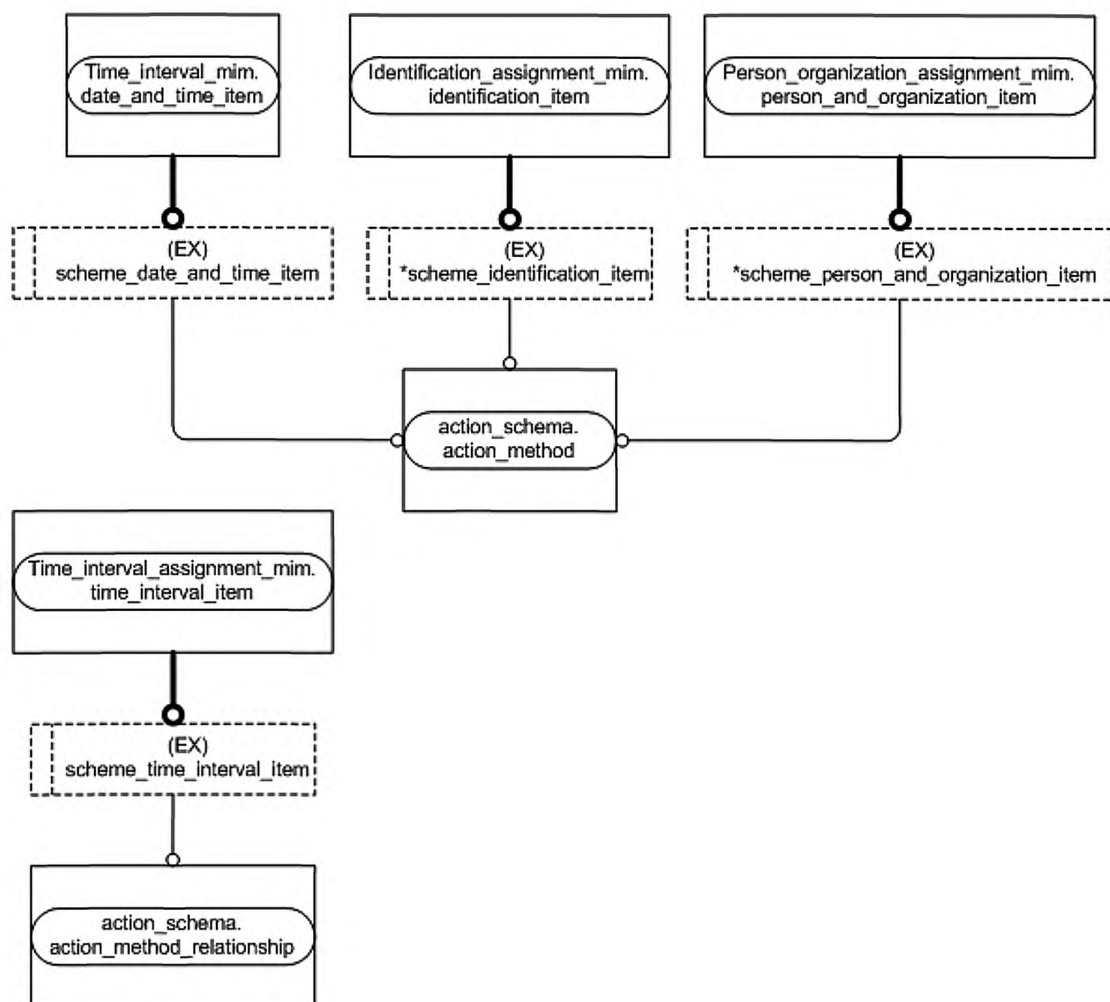 Time_interval_mim.
date_and_time_item
Identification_assignment_mim.
identification_item
Person_organization_assignment_mim.
person_and_organization_item
(EX)
scheme_date_and_time_item
(EX)
*scheme_identification_item
(EX)
*scheme_person_and_organization_item
action_schema.
action_method
Time_interval_assignment_mim.
time_interval_item
(EX)
scheme_time_interval_item
action_schema.
action_method_relationship